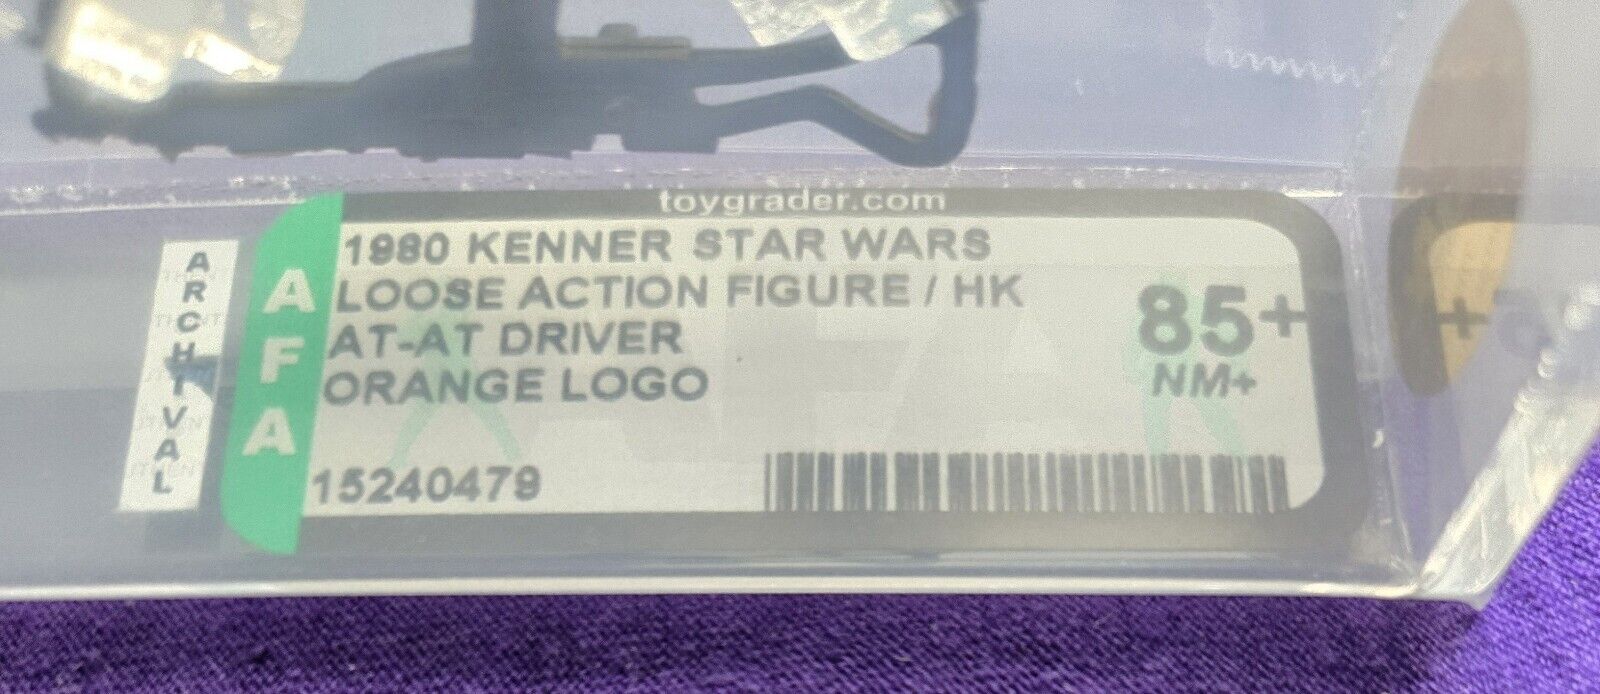 toygrader.com
ARCHIVAL
AFA
1980 KENNER STAR WARS
LOOSE ACTION FIGURE / HK
AT-AT DRIVER
ORANGE LOGO
85+
NM+
15240479